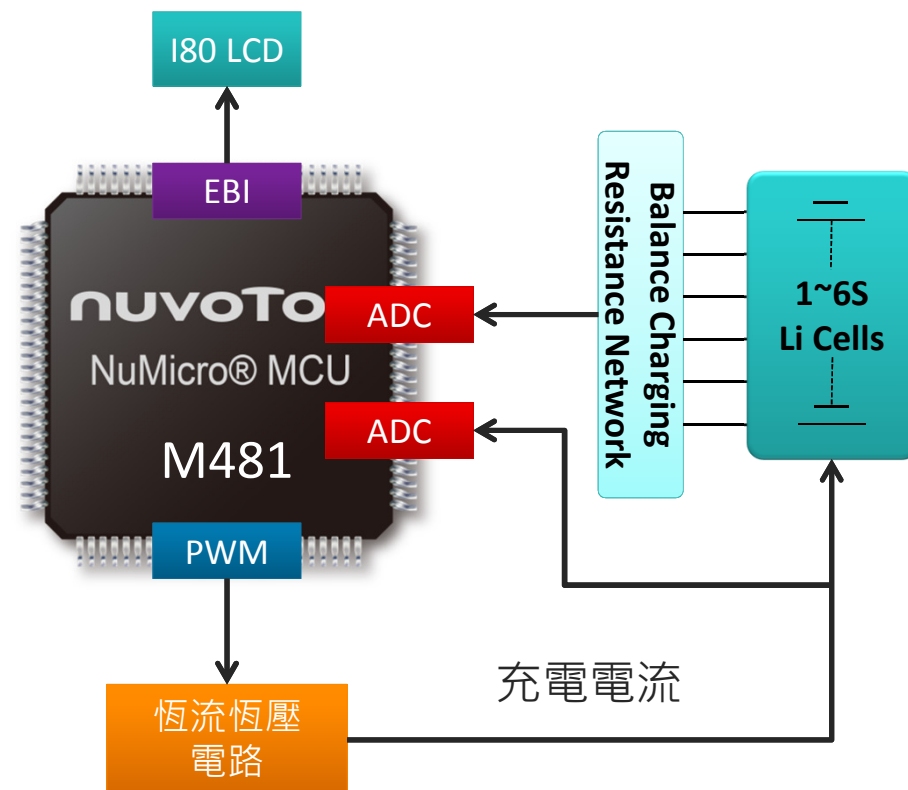 I80 LCD
EBI
nuvoTo
NuMicro® MCU
M481
ADC
ADC
PWM
Balance Charging
Resistance Network
1~6S
Li Cells
充電電流
恆流恆壓
電路